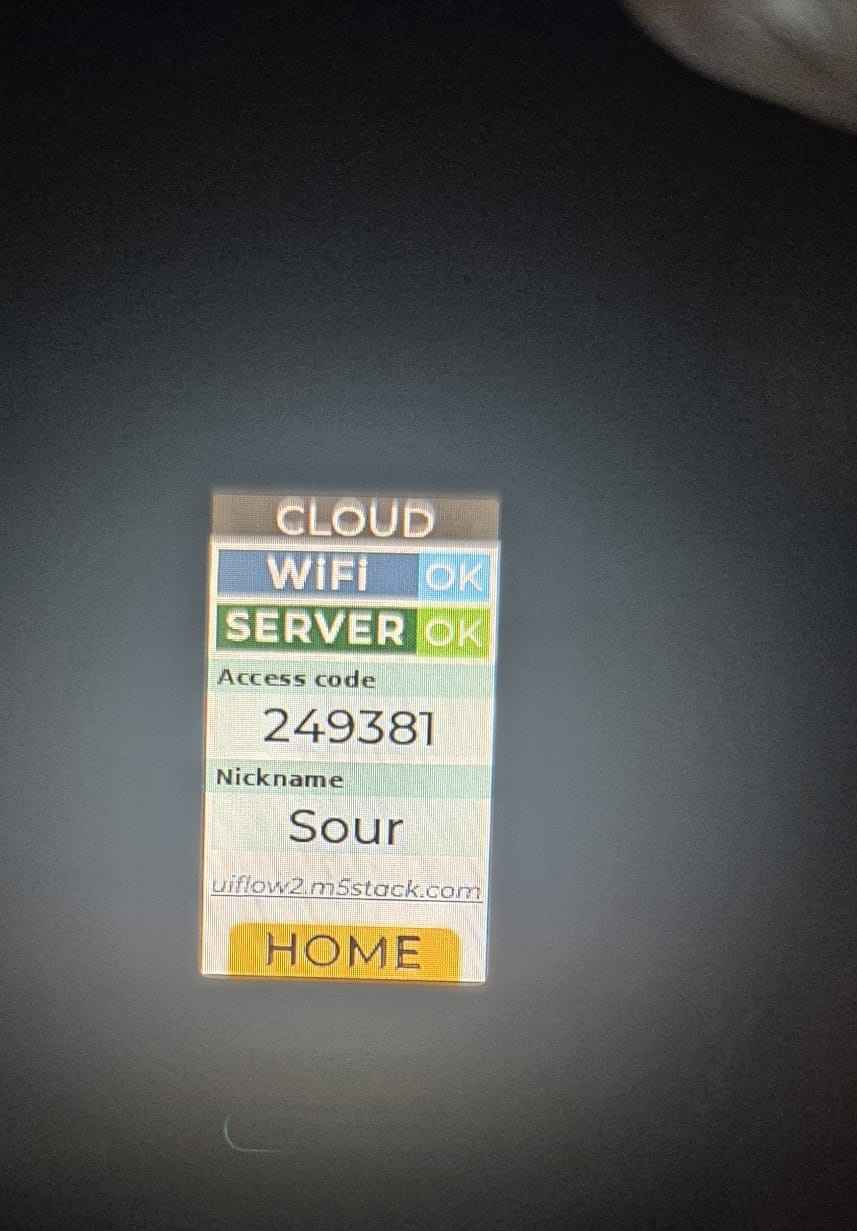 CLOUD
WiFi OK
SERVER OK
Access code
249381
Nickname
Sour
uiflow2.m5stack.com
HOME